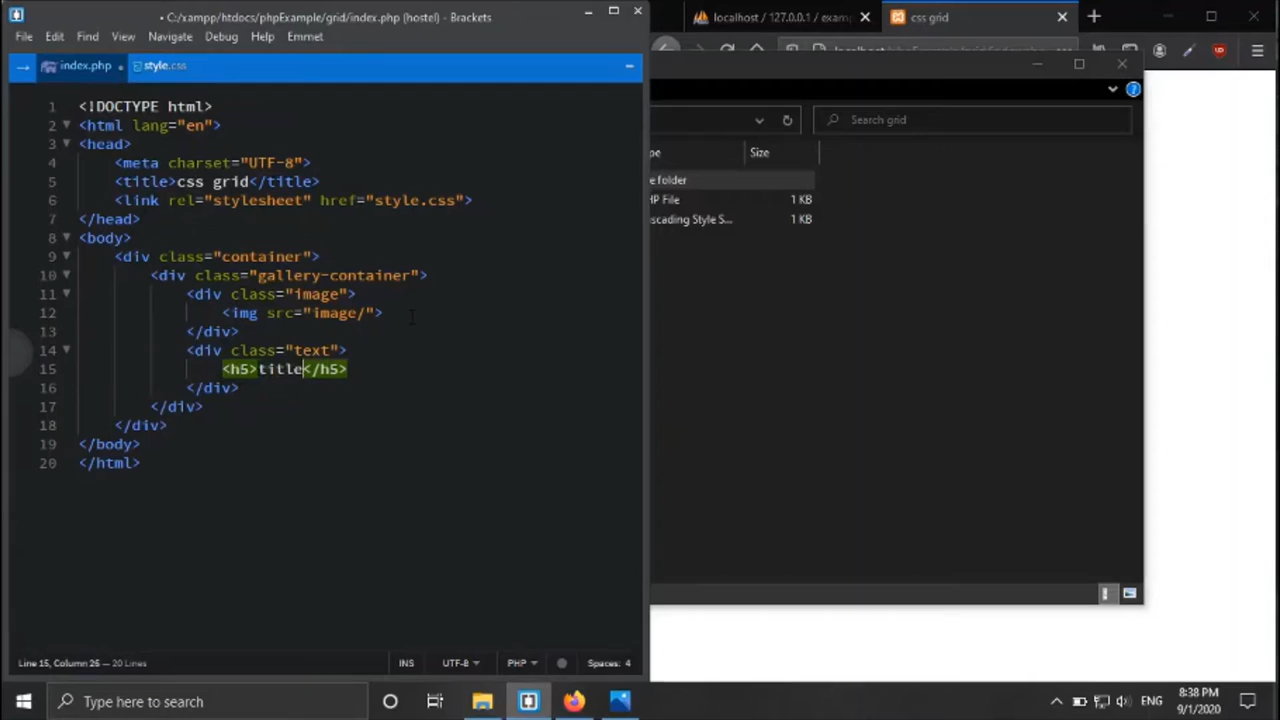 • C:/xampp/htdocs/phpExample/grid/index.php (hostel) - Brackets
File Edit Find View Navigate Debug Help Emmet
index.php • style.css
1 <!DOCTYPE html>
2 <html lang="en">
3 <head>
4 <meta charset="UTF-8">
5 <title>css grid</title>
6 <link rel="stylesheet" href="style.css">
7 </head>
8 <body>
9 <div class="container">
10 <div class="gallery-container">
11 <div class="image">
12 <img src="image/">
13 </div>
14 <div class="text">
15 <h5>title</h5>
16 </div>
17 </div>
18 </div>
19 </body>
20 </html>
Line 15, Column 26 — 20 Lines
INS UTF-8 PHP Spaces: 4
localhost / 127.0.0.1 / examp
css grid
Search grid
pe Size
e folder
HP File 1 KB
scading Style S... 1 KB
Type here to search
ENG
8:38 PM
9/1/2020